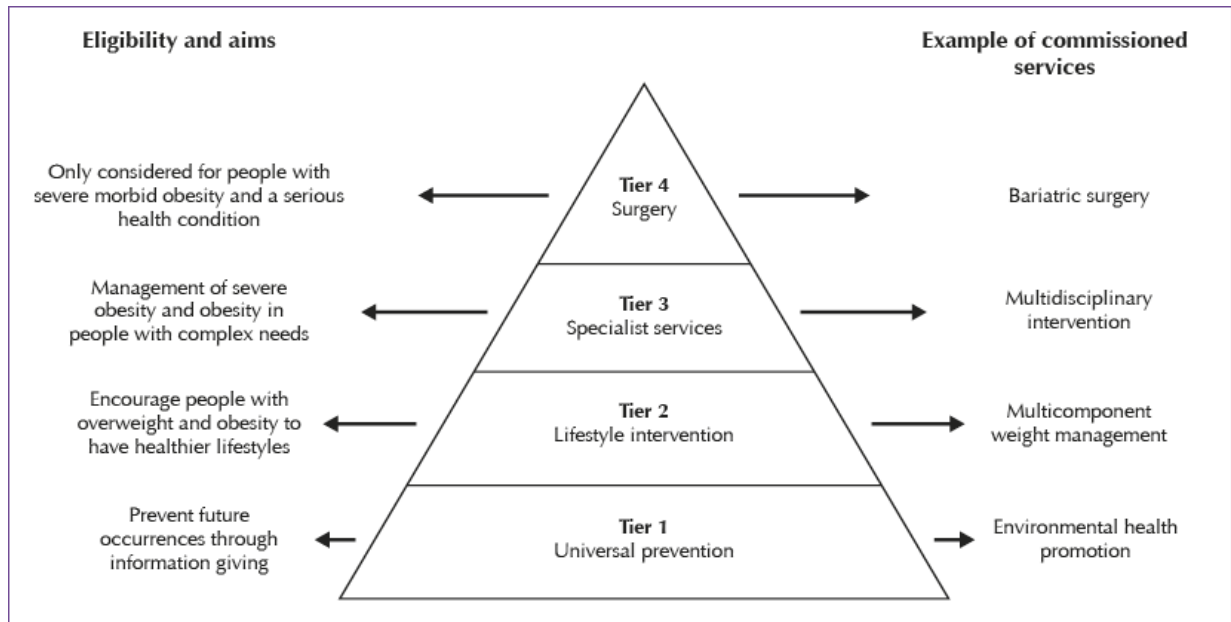 Eligibility and aims
Example of commissioned
services
Only considered for people with
severe morbid obesity and a serious
health condition
Tier 4
Surgery
Bariatric surgery
Management of severe
obesity and obesity in
people with complex needs
Tier 3
Specialist services
Multidisciplinary
intervention
Encourage people with
overweight and obesity to
have healthier lifestyles
Tier 2
Lifestyle intervention
Multicomponent
weight management
Prevent future
occurrences through
information giving
Tier 1
Universal prevention
Environmental health
promotion